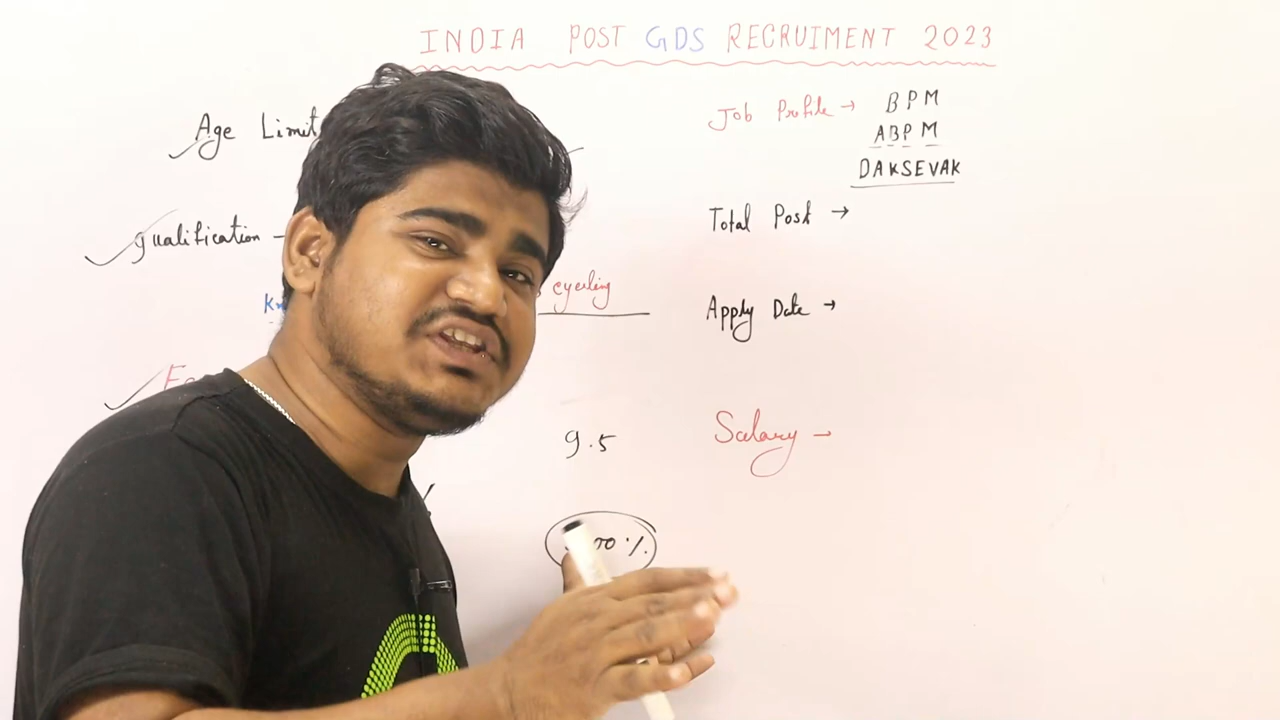 INDIA POST GDS RECRUIMENT 2023
Age Limit
qualification -
cycling
9.5
00%
Job Profile → BPM
ABPM
DAKSEVAK
Total Post →
Apply Date →
Salary →